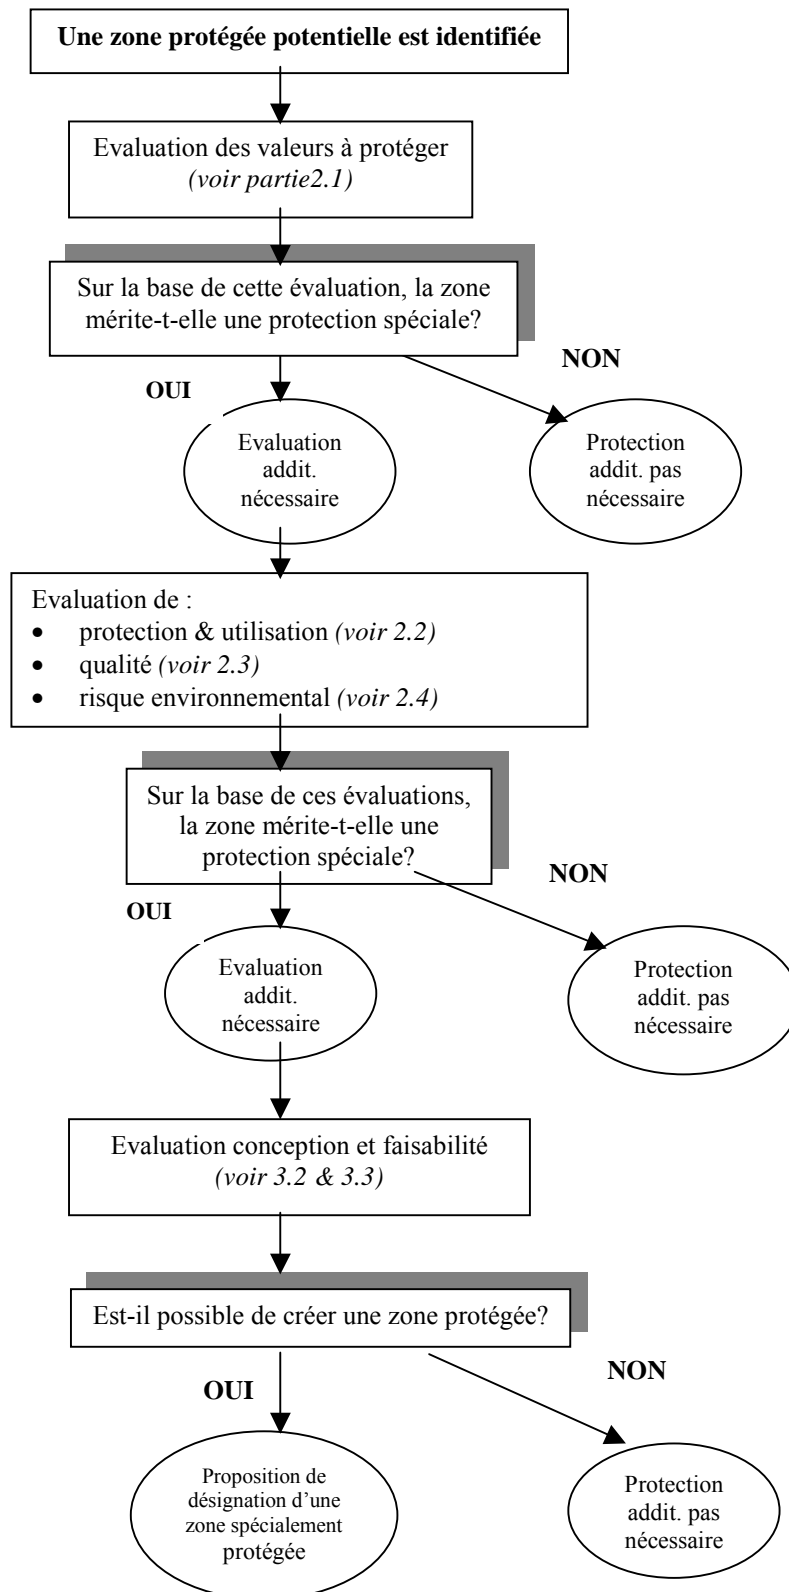 Une zone protégée potentielle est identifiée
Evaluation des valeurs à protéger
(voir partie2.1)
Sur la base de cette évaluation, la zone
mérite-t-elle une protection spéciale?
OUI
NON
Evaluation
addit.
nécessaire
Protection
addit. pas
nécessaire
Evaluation de :
• protection & utilisation (voir 2.2)
• qualité (voir 2.3)
• risque environmental (voir 2.4)
Sur la base de ces évaluations,
la zone mérite-t-elle une
protection spéciale?
OUI
NON
Evaluation
addit.
nécessaire
Protection
addit. pas
nécessaire
Evaluation conception et faisabilité
(voir 3.2 & 3.3)
Est-il possible de créer une zone protégée?
OUI
NON
Proposition de
désignation d’une
zone spécialement
protégée
Protection
addit. pas
nécessaire